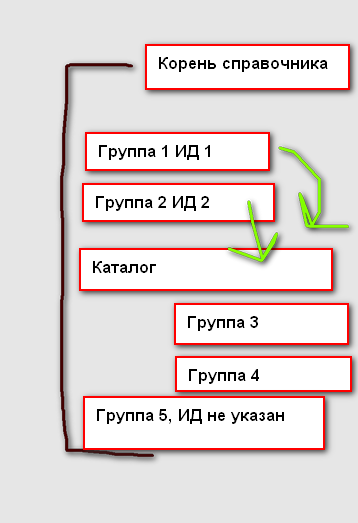 Корень справочника
Группа 1 ИД 1
Группа 2 ИД 2
Каталог
Группа 3
Группа 4
Группа 5, ИД не указан